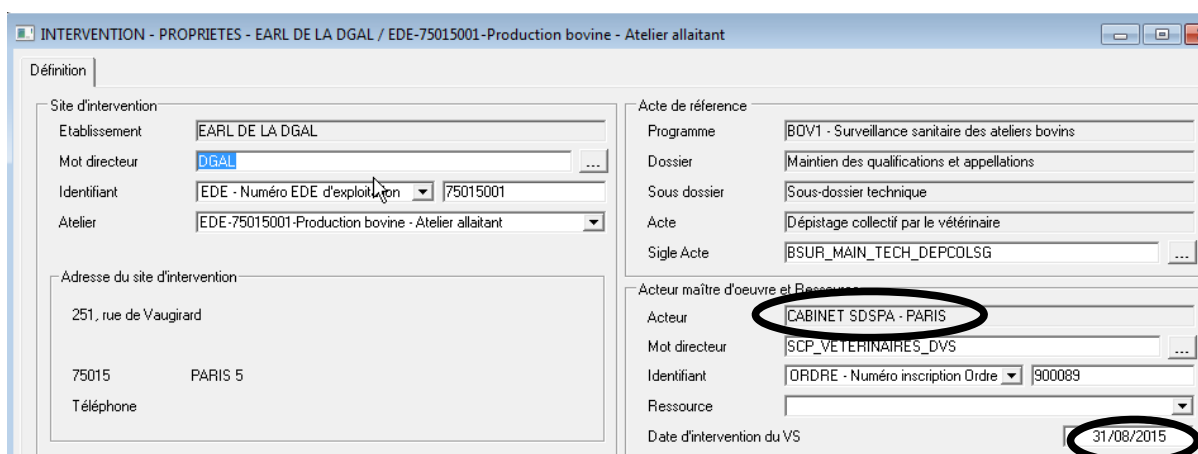 INTERVENTION - PROPRIETES - EARL DE LA DGAL / EDE-75015001-Production bovine - Atelier allaitant
Définition
Site d'intervention
Etablissement EARL DE LA DGAL
Mot directeur DGAL ...
Identifiant EDE - Numéro EDE d'exploitation 75015001
Atelier EDE-75015001-Production bovine - Atelier allaitant
Adresse du site d'intervention
251, rue de Vaugirard
75015 PARIS 5
Téléphone
Acte de réference
Programme BOV1 - Surveillance sanitaire des ateliers bovins
Dossier Maintien des qualifications et appellations
Sous dossier Sous-dossier technique
Acte Dépistage collectif par le vétérinaire
Sigle Acte BSUR_MAIN_TECH_DEPCOLSG ...
Acteur maître d'oeuvre et Ressource
Acteur CABINET SDSPA - PARIS
Mot directeur SCP_VETERINAIRES_DVS ...
Identifiant ORDRE - Numéro inscription Ordre 900089
Ressource
Date d'intervention du VS 31/08/2015